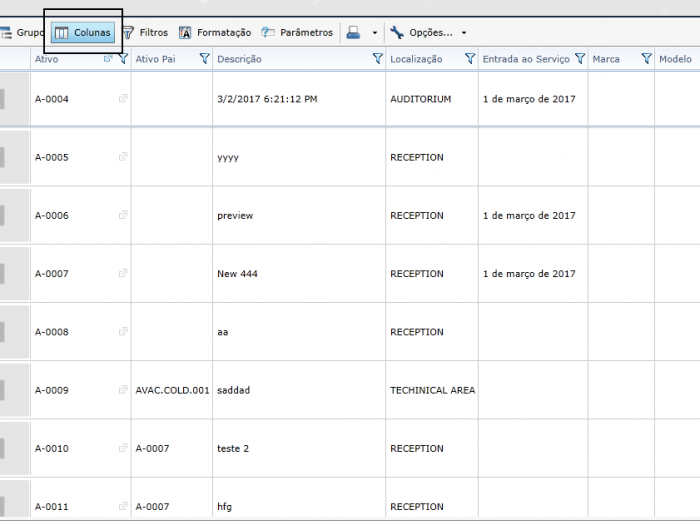 Grupo Colunas Filtros Formatação Parâmetros Opções...
Ativo Ativo Pai Descrição Localização Entrada ao Serviço Marca Modelo
A-0004 3/2/2017 6:21:12 PM AUDITORIUM 1 de março de 2017
A-0005 yyyy RECEPTION
A-0006 preview RECEPTION 1 de março de 2017
A-0007 New 444 RECEPTION 1 de março de 2017
A-0008 aa RECEPTION
A-0009 AVAC.COLD.001 saddad TECHINICAL AREA
A-0010 A-0007 teste 2 RECEPTION
A-0011 A-0007 hfg RECEPTION